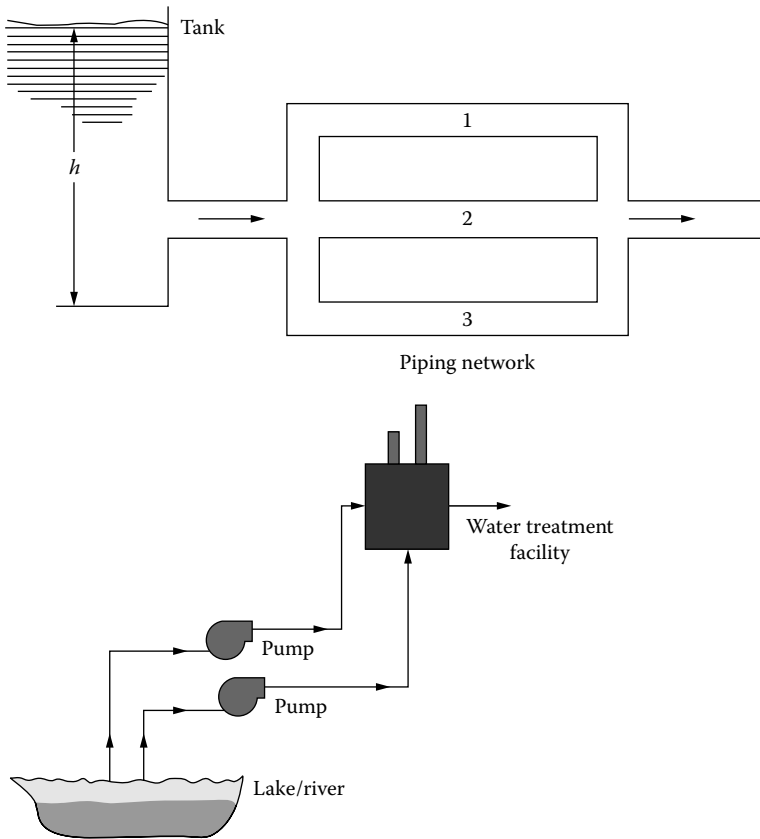 Tank
h
1
2
3
Piping network
Water treatment
facility
Pump
Pump
Lake/river